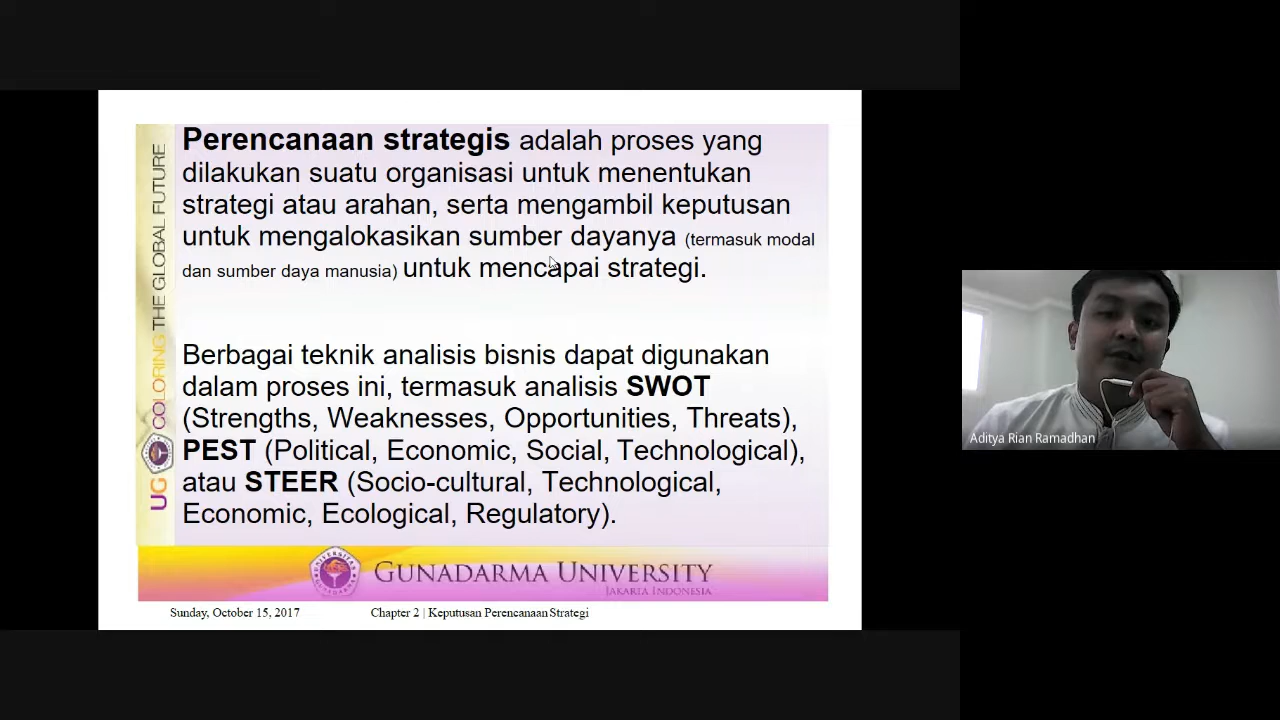 Perencanaan strategis adalah proses yang
dilakukan suatu organisasi untuk menentukan
strategi atau arahan, serta mengambil keputusan
untuk mengalokasikan sumber dayanya (termasuk modal
dan sumber daya manusia) untuk mencapai strategi.
Berbagai teknik analisis bisnis dapat digunakan
dalam proses ini, termasuk analisis SWOT
(Strengths, Weaknesses, Opportunities, Threats),
PEST (Political, Economic, Social, Technological),
atau STEER (Socio-cultural, Technological,
Economic, Ecological, Regulatory).
UG COLORING THE GLOBAL FUTURE
GUNADARMA UNIVERSITY
JAKARTA INDONESIA
Sunday, October 15, 2017
Chapter 2 | Keputusan Perencanaan Strategi
Aditya Rian Ramadhan